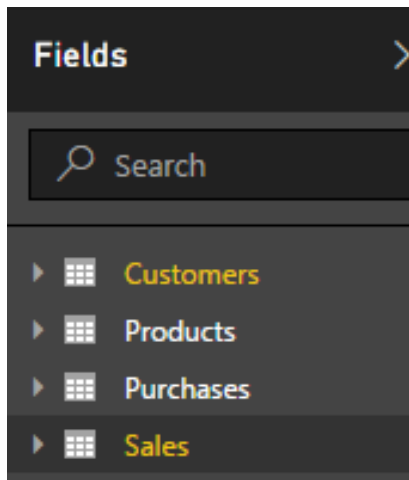 Fields
Search
Customers
Products
Purchases
Sales